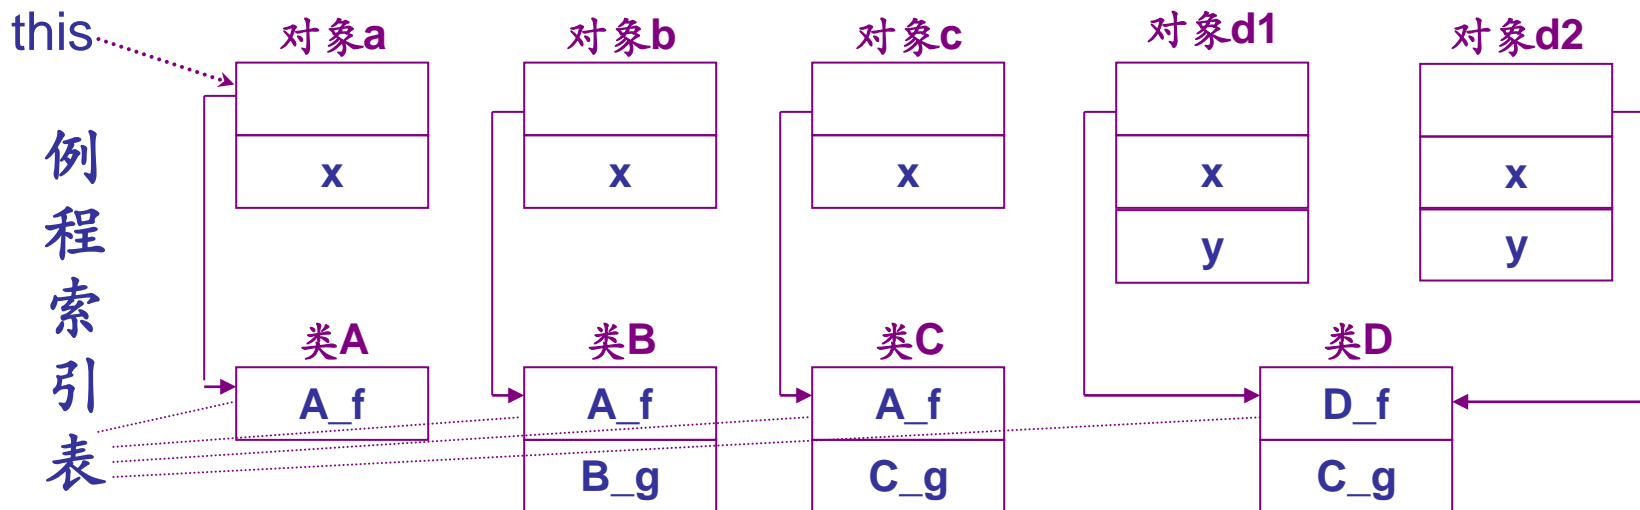 this
对象a
对象b
对象c
对象d1
对象d2
例程索引表
x
x
x
x
x
y
y
类A
类B
类C
类D
A_f
A_f
A_f
D_f
B_g
C_g
C_g